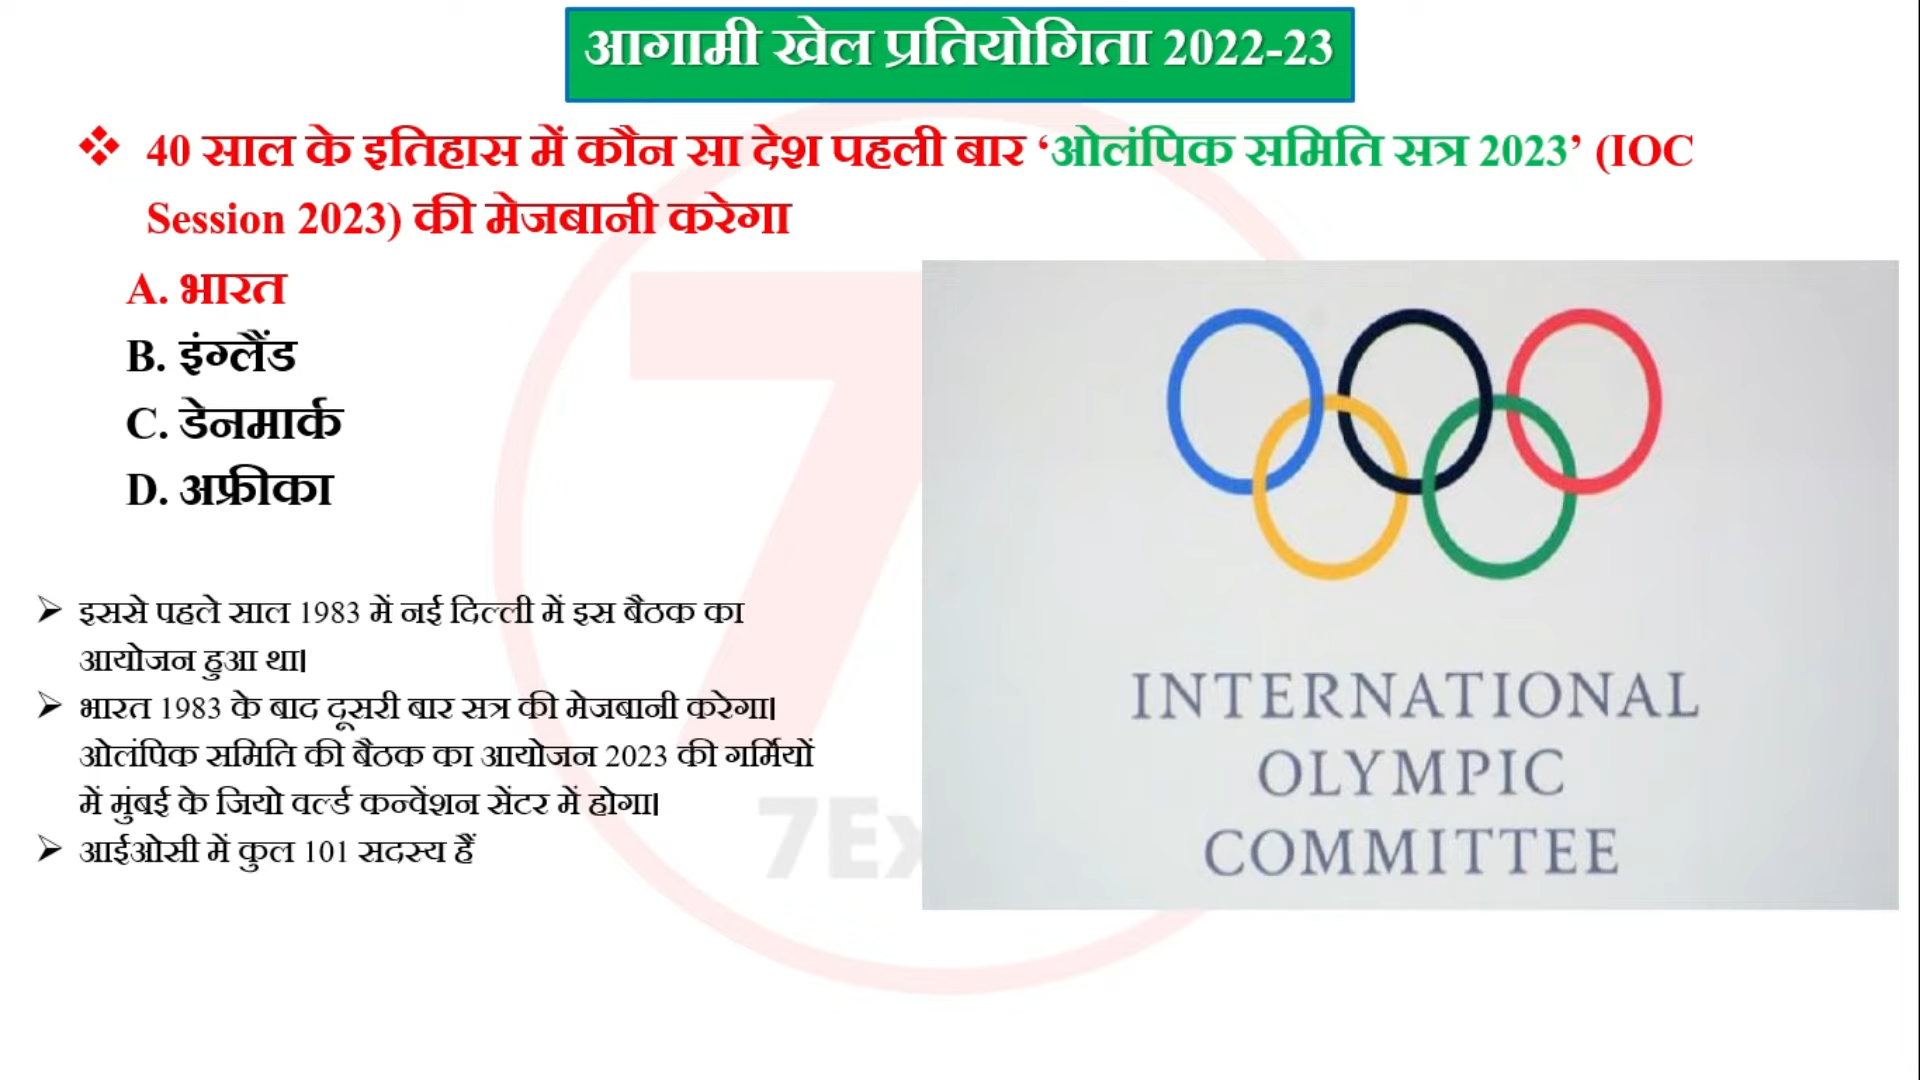 आगामी खेल प्रतियोगिता 2022-23
❖ 40 साल के इतिहास में कौन सा देश पहली बार ‘ओलंपिक समिति सत्र 2023’ (IOC
Session 2023) की मेजबानी करेगा
A. भारत
B. इंग्लैंड
C. डेनमार्क
D. अफ्रीका
➢ इससे पहले साल 1983 में नई दिल्ली में इस बैठक का
आयोजन हुआ था।
➢ भारत 1983 के बाद दूसरी बार सत्र की मेजबानी करेगा।
ओलंपिक समिति की बैठक का आयोजन 2023 की गर्मियों
में मुंबई के जियो वर्ल्ड कन्वेंशन सेंटर में होगा।
➢ आईओसी में कुल 101 सदस्य हैं
INTERNATIONAL
OLYMPIC
COMMITTEE